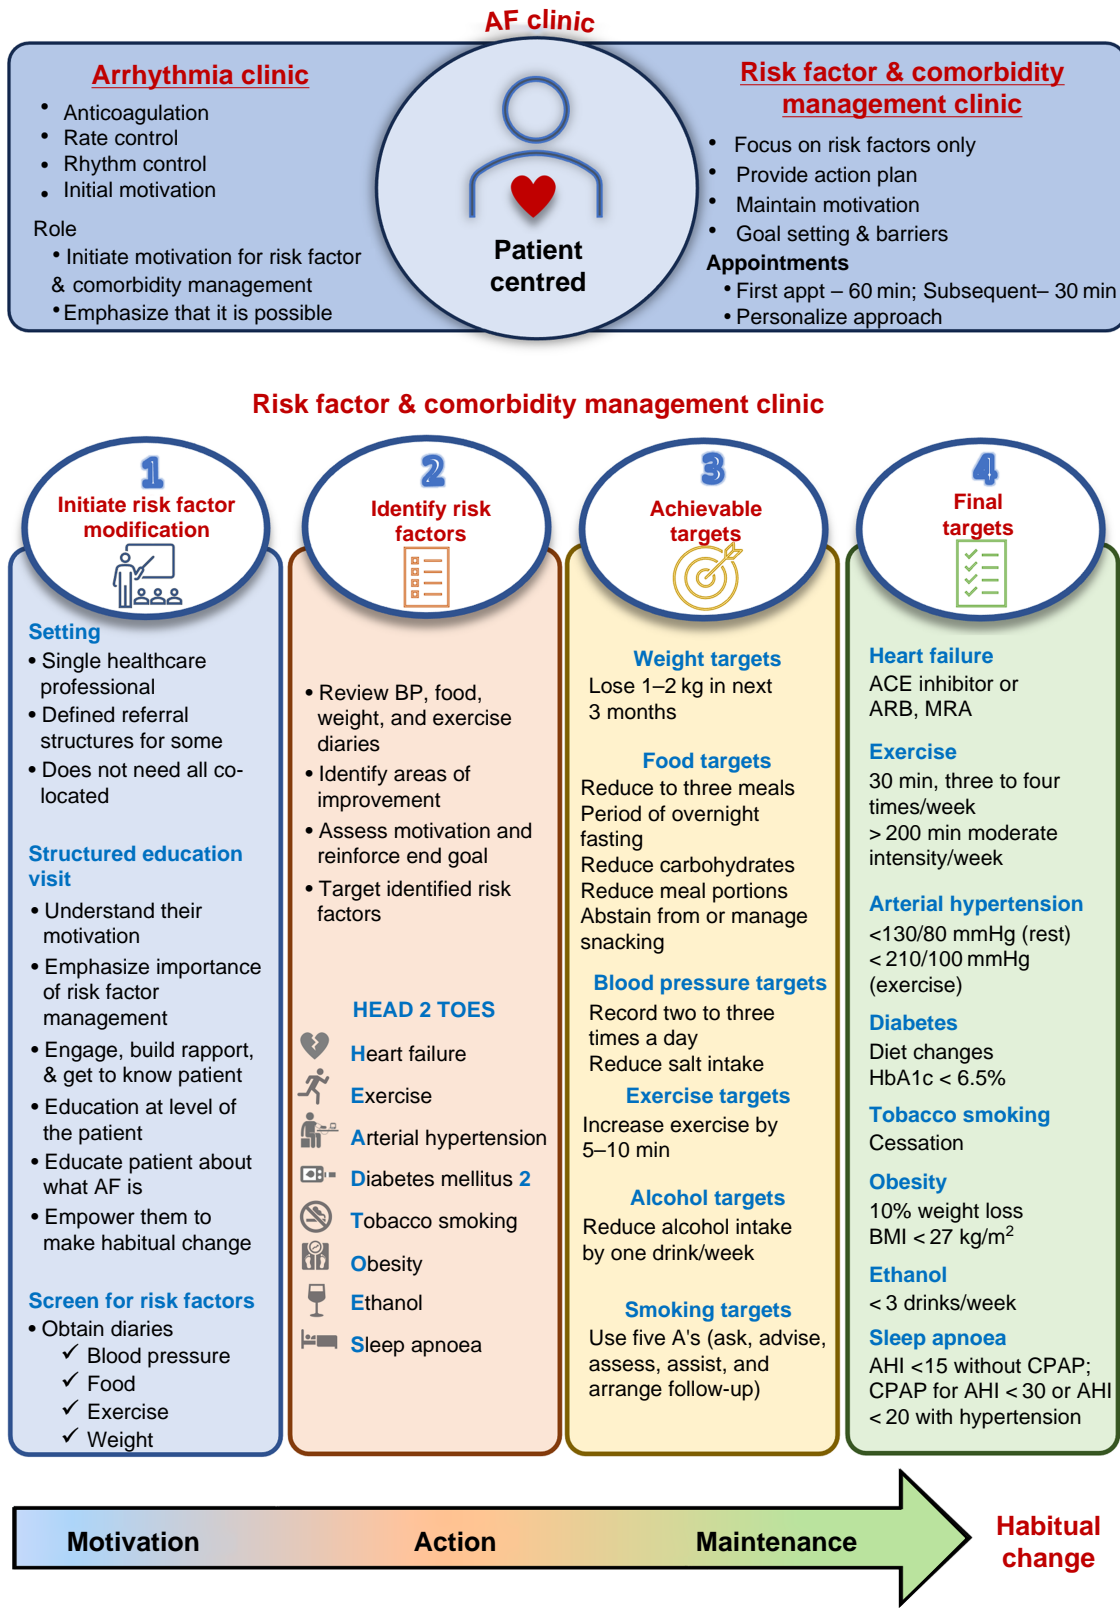 AF clinic
Arrhythmia clinic
• Anticoagulation
• Rate control
• Rhythm control
• Initial motivation
Role
• Initiate motivation for risk factor
& comorbidity management
• Emphasize that it is possible
Patient
centred
Risk factor & comorbidity
management clinic
• Focus on risk factors only
• Provide action plan
• Maintain motivation
• Goal setting & barriers
Appointments
• First appt – 60 min; Subsequent– 30 min
• Personalize approach
Risk factor & comorbidity management clinic
1
Initiate risk factor
modification
Setting
• Single healthcare
professional
• Defined referral
structures for some
• Does not need all co-
located
Structured education
visit
• Understand their
motivation
• Emphasize importance
of risk factor
management
• Engage, build rapport,
& get to know patient
• Education at level of
the patient
• Educate patient about
what AF is
• Empower them to
make habitual change
Screen for risk factors
• Obtain diaries
✓ Blood pressure
✓ Food
✓ Exercise
✓ Weight
2
Identify risk
factors
• Review BP, food,
weight, and exercise
diaries
• Identify areas of
improvement
• Assess motivation and
reinforce end goal
• Target identified risk
factors
HEAD 2 TOES
Heart failure
Exercise
Arterial hypertension
Diabetes mellitus 2
Tobacco smoking
Obesity
Ethanol
Sleep apnoea
3
Achievable
targets
Weight targets
Lose 1–2 kg in next
3 months
Food targets
Reduce to three meals
Period of overnight
fasting
Reduce carbohydrates
Reduce meal portions
Abstain from or manage
snacking
Blood pressure targets
Record two to three
times a day
Reduce salt intake
Exercise targets
Increase exercise by
5–10 min
Alcohol targets
Reduce alcohol intake
by one drink/week
Smoking targets
Use five A's (ask, advise,
assess, assist, and
arrange follow-up)
4
Final
targets
Heart failure
ACE inhibitor or
ARB, MRA
Exercise
30 min, three to four
times/week
> 200 min moderate
intensity/week
Arterial hypertension
<130/80 mmHg (rest)
< 210/100 mmHg
(exercise)
Diabetes
Diet changes
HbA1c < 6.5%
Tobacco smoking
Cessation
Obesity
10% weight loss
BMI < 27 kg/m²
Ethanol
< 3 drinks/week
Sleep apnoea
AHI <15 without CPAP;
CPAP for AHI < 30 or AHI
< 20 with hypertension
Motivation
Action
Maintenance
Habitual
change